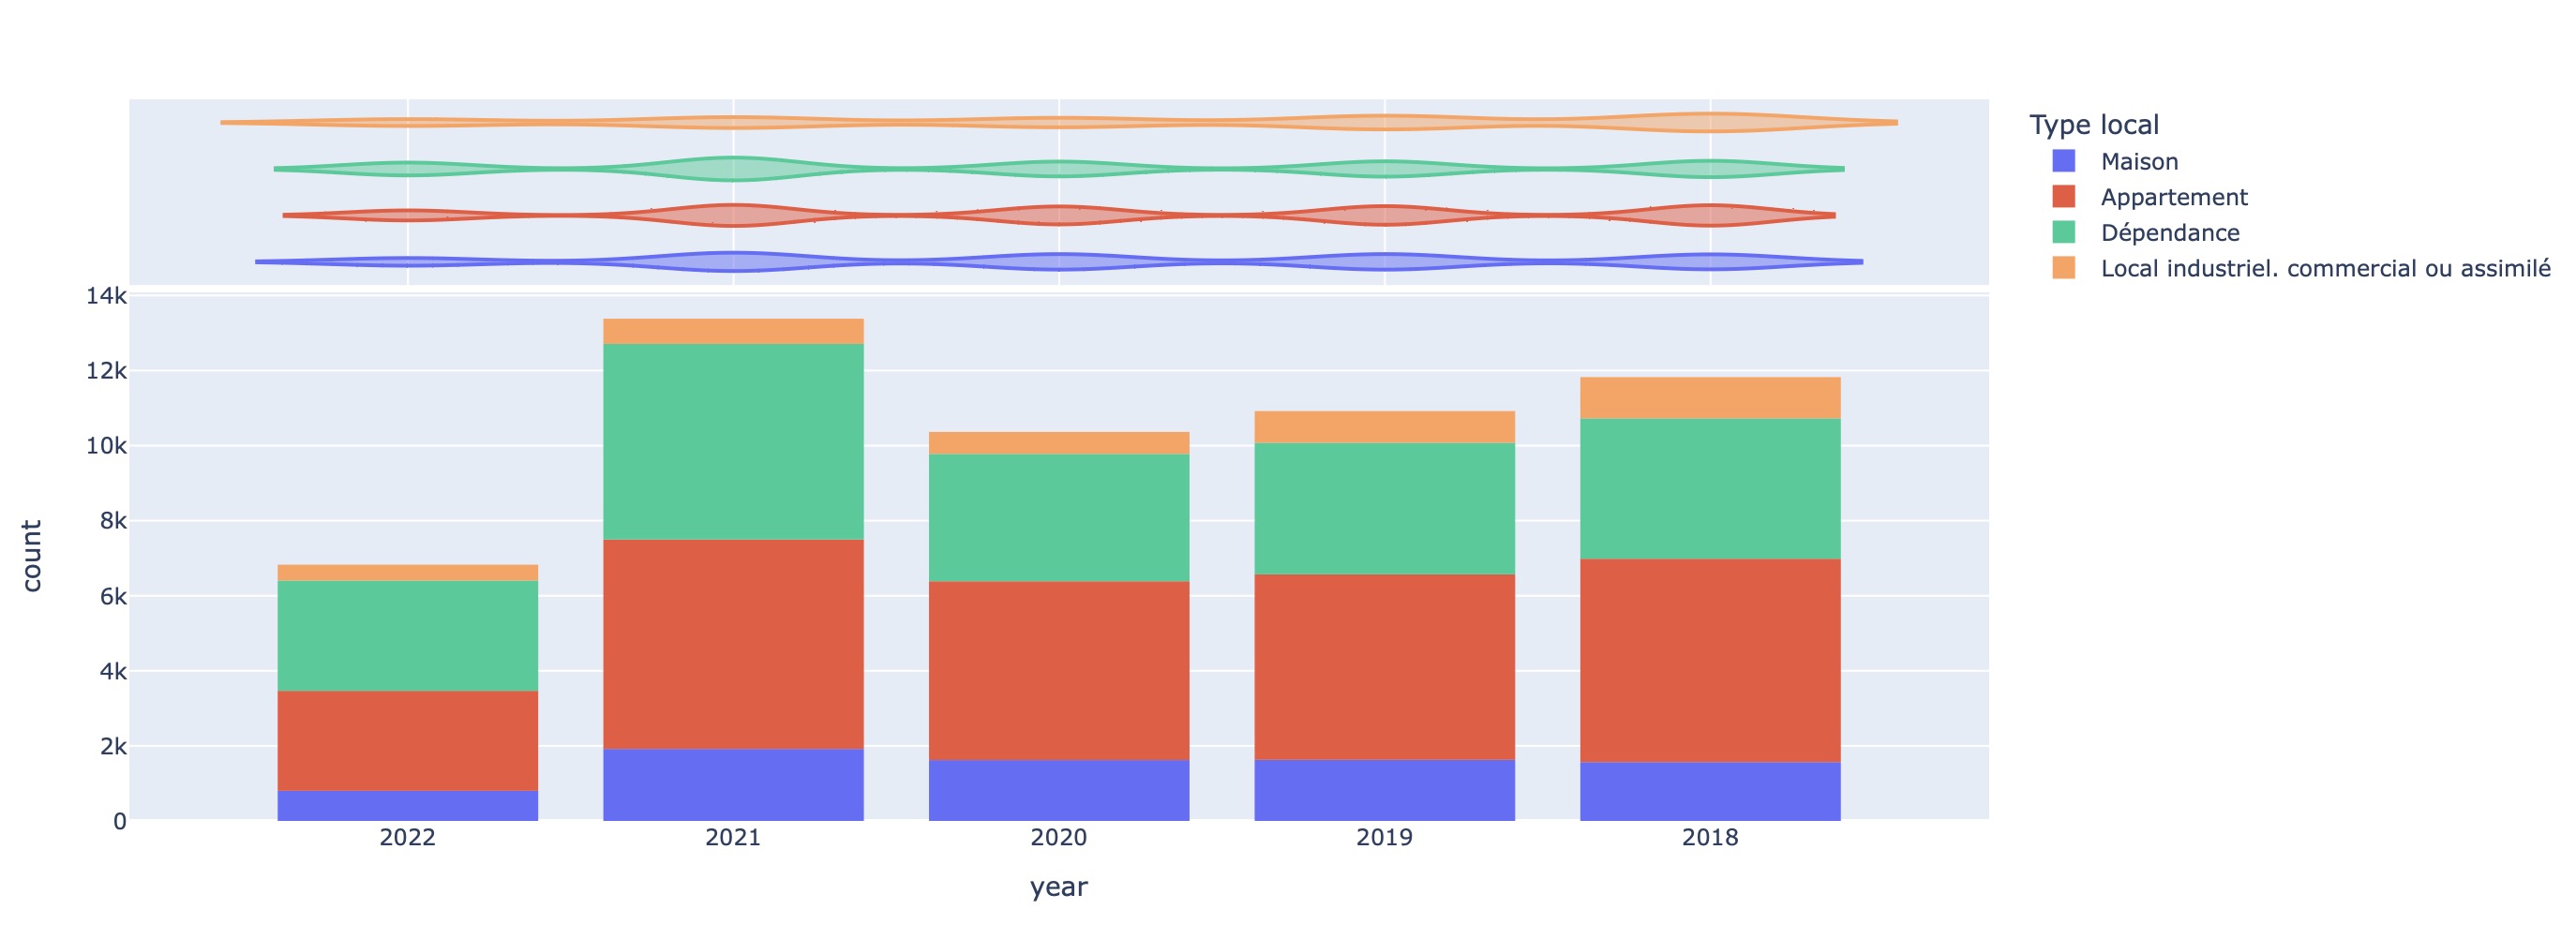 Type local
Maison
Appartement
Dépendance
Local industriel. commercial ou assimilé
14k
12k
10k
8k
6k
4k
2k
0
count
2022 2021 2020 2019 2018
year